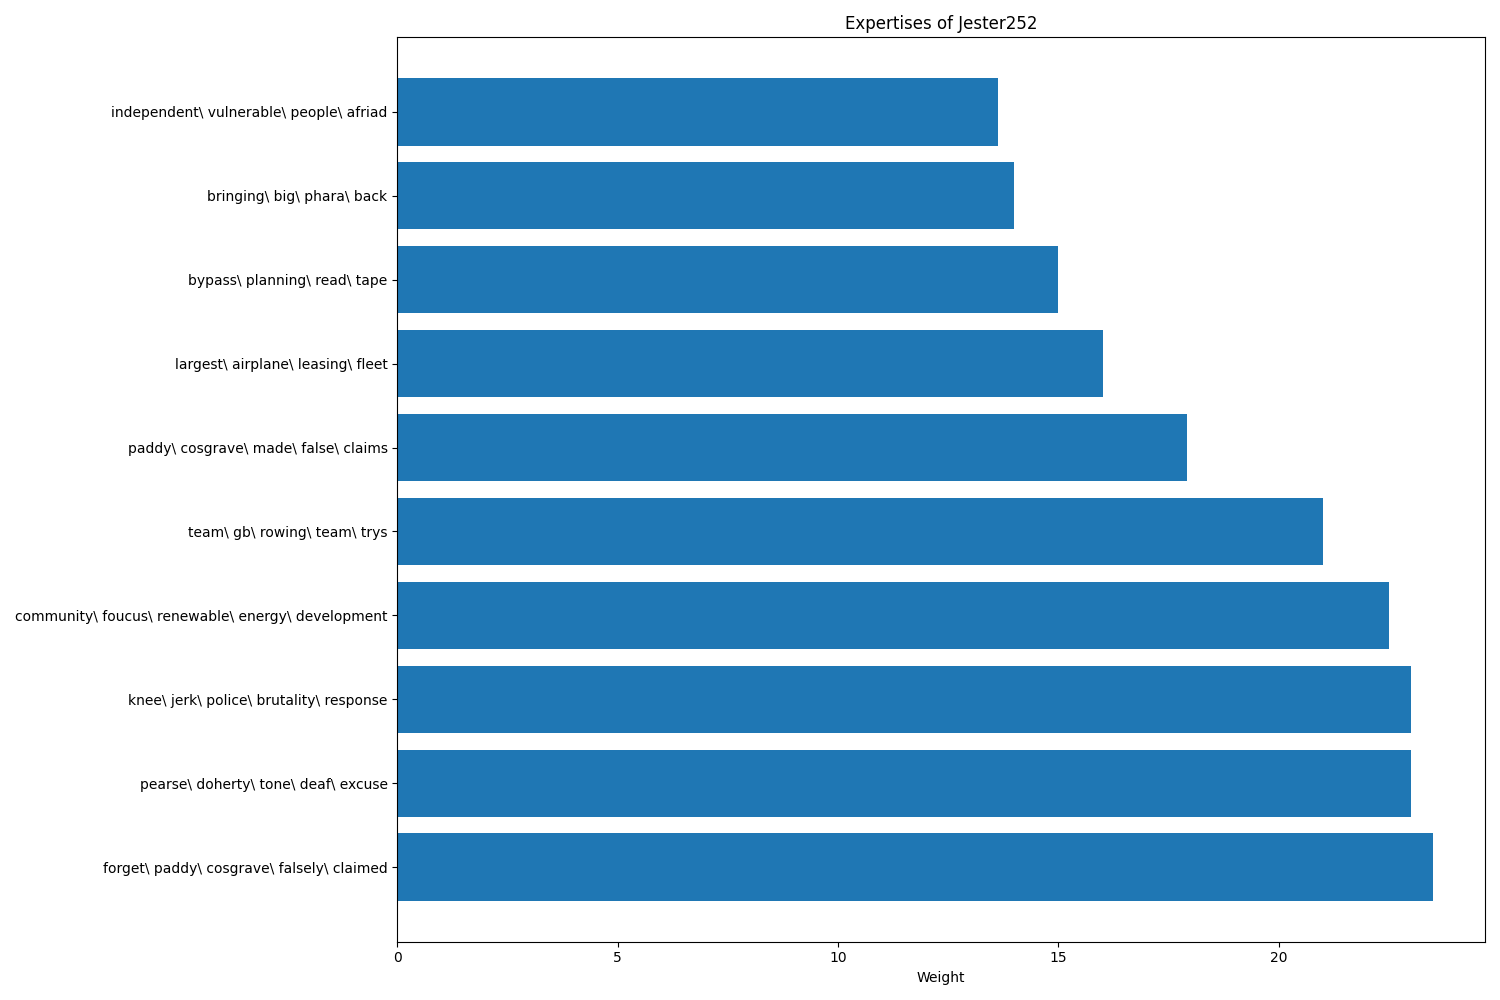 Expertises of Jester252
independent\ vulnerable\ people\ afriad
bringing\ big\ phara\ back
bypass\ planning\ read\ tape
largest\ airplane\ leasing\ fleet
paddy\ cosgrave\ made\ false\ claims
team\ gb\ rowing\ team\ trys
community\ foucus\ renewable\ energy\ development
knee\ jerk\ police\ brutality\ response
pearse\ doherty\ tone\ deaf\ excuse
forget\ paddy\ cosgrave\ falsely\ claimed
0 5 10 15 20
Weight